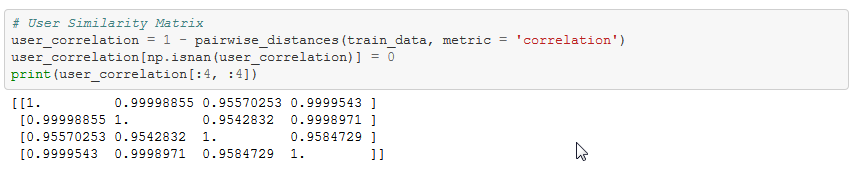 # User Similarity Matrix
user_correlation = 1 - pairwise_distances(train_data, metric = 'correlation')
user_correlation[np.isnan(user_correlation)] = 0
print(user_correlation[:4, :4])
[[1.         0.99998855 0.95570253 0.9999543 ]
 [0.99998855 1.         0.9542832  0.9998971 ]
 [0.95570253 0.9542832  1.         0.9584729 ]
 [0.9999543  0.9998971  0.9584729  1.        ]]